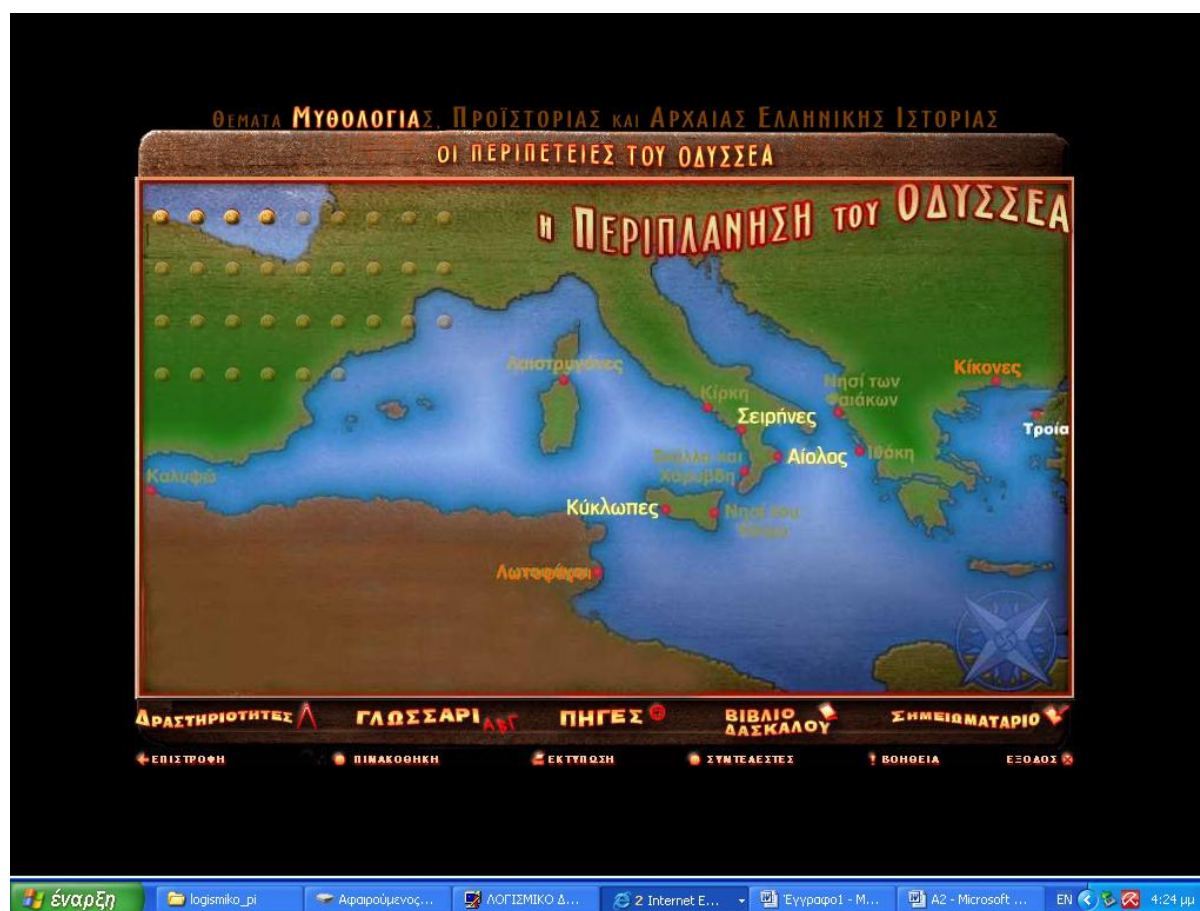 Θεματα Μυθολογιας, Προϊστοριας και Αρχαιας Ελληνικης Ιστοριας
ΟΙ ΠΕΡΙΠΕΤΕΙΕΣ ΤΟΥ ΟΔΥΣΣΕΑ
Η ΠΕΡΙΠΛΑΝΗΣΗ ΤΟΥ ΟΔΥΣΣΕΑ
Λαιστρυγόνες
Κίκονες
Κίρκη
Νησί των
Φαιάκων
Σειρήνες
Τροία
Σκύλλα και
Χάρυβδη
Αίολος
Ιθάκη
Καλυψώ
Κύκλωπες
Νησί του
Λωτοφάγοι
Δραστηριοτητες
ΓΛΩΣΣΑΡΙ ΑΒΓ
ΠΗΓΕΣ
ΒΙΒΛΙΟ
ΔΑΣΚΑΛΟΥ
Σημειωματαριο
ΕΠΙΣΤΡΟΦΗ
ΠΙΝΑΚΟΘΗΚΗ
ΕΚΤΥΠΩΣΗ
ΣΥΝΤΕΛΕΣΤΕΣ
ΒΟΗΘΕΙΑ
ΕΞΟΔΟΣ
έναρξη
logismiko_pi
Αφαιρούμενος...
ΛΟΓΙΣΜΙΚΟ Δ...
2 Internet E...
Έγγραφο1 - M...
A2 - Microsoft ...
EN
4:24 μμ